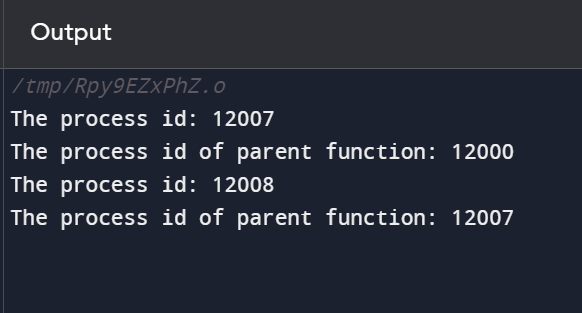 Output
/tmp/Rpy9EZxPhZ.o
The process id: 12007
The process id of parent function: 12000
The process id: 12008
The process id of parent function: 12007